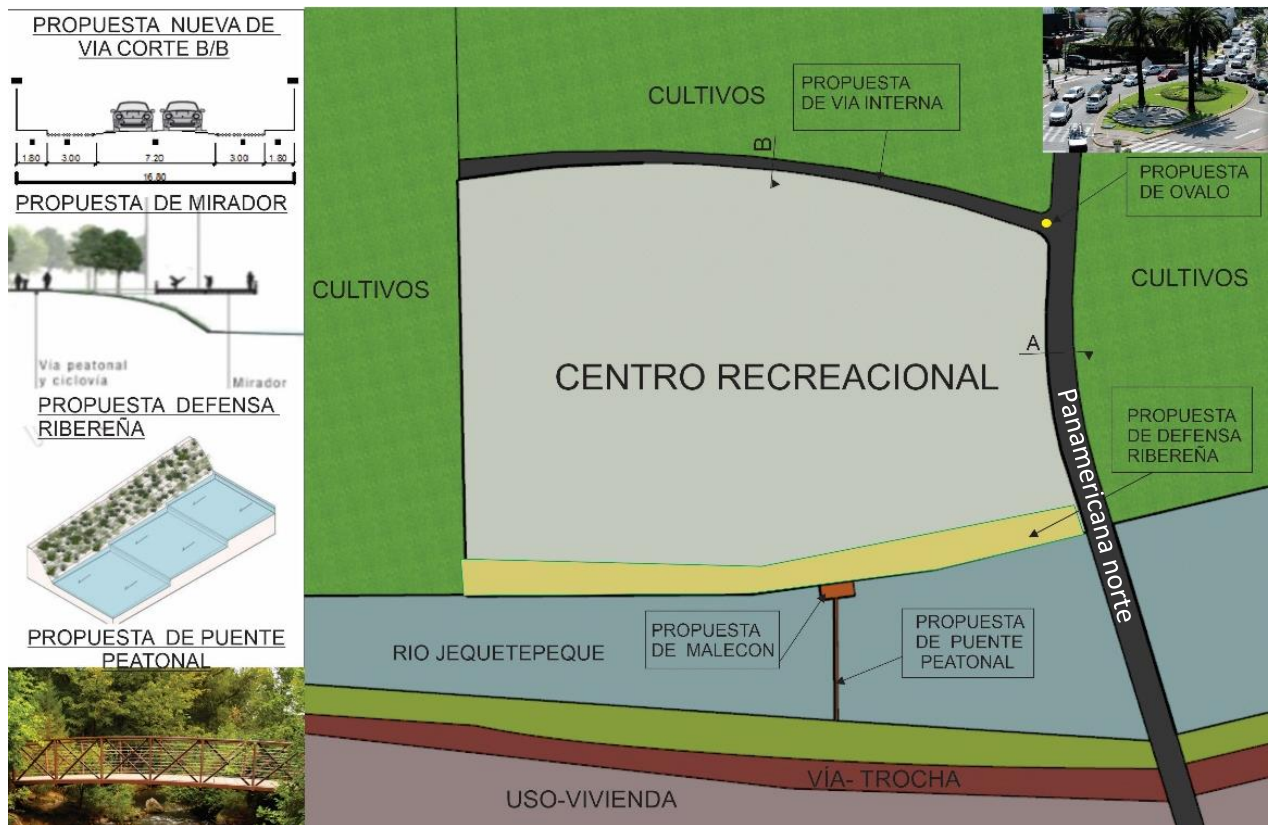 PROPUESTA NUEVA DE
VIA CORTE B/B
1.80 3.00 7.20 3.00 1.80
16.80
PROPUESTA DE MIRADOR
Vía peatonal
y ciclovía
Mirador
PROPUESTA DEFENSA
RIBEREÑA
PROPUESTA DE PUENTE
PEATONAL
CULTIVOS
PROPUESTA
DE VIA INTERNA
B
PROPUESTA
DE OVALO
CULTIVOS
CULTIVOS
A
CENTRO RECREACIONAL
Panamericana norte
PROPUESTA
DE DEFENSA
RIBEREÑA
PROPUESTA
DE MALECON
PROPUESTA
DE PUENTE
PEATONAL
RIO JEQUETEPEQUE
VÍA- TROCHA
USO-VIVIENDA